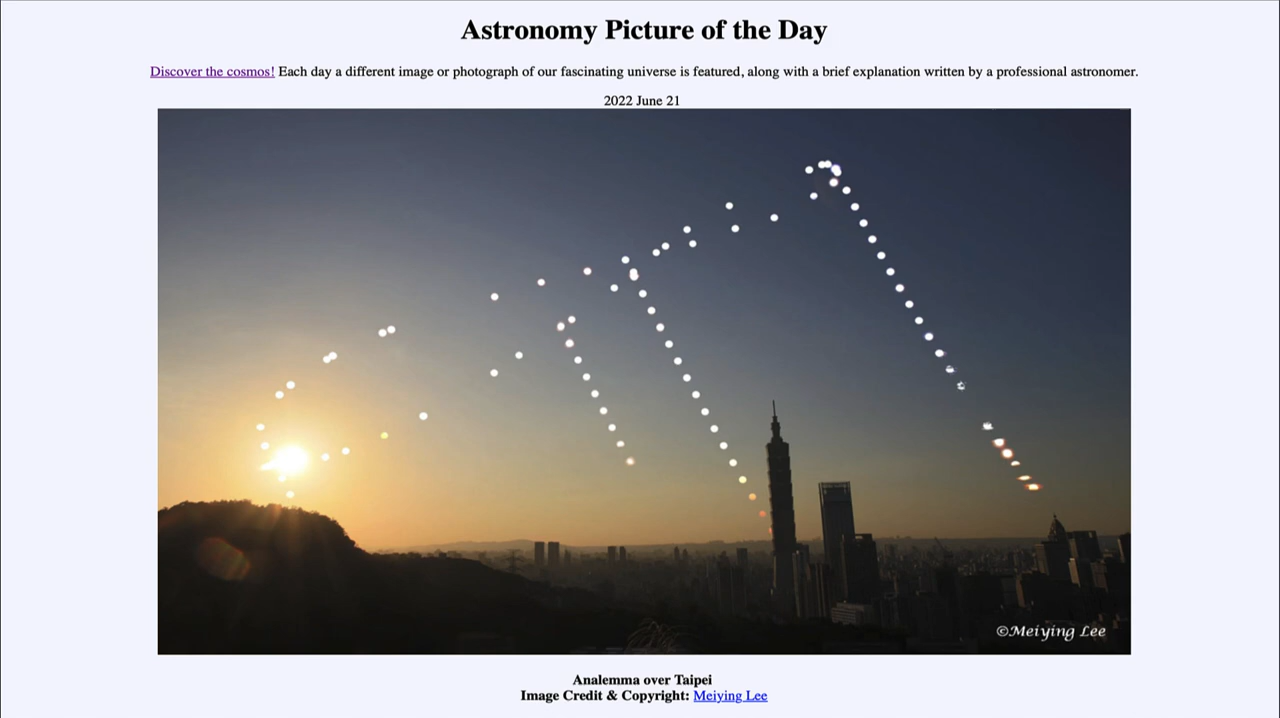 Astronomy Picture of the Day
Discover the cosmos! Each day a different image or photograph of our fascinating universe is featured, along with a brief explanation written by a professional astronomer.
2022 June 21
©Meiying Lee
Analemma over Taipei
Image Credit & Copyright: Meiying Lee